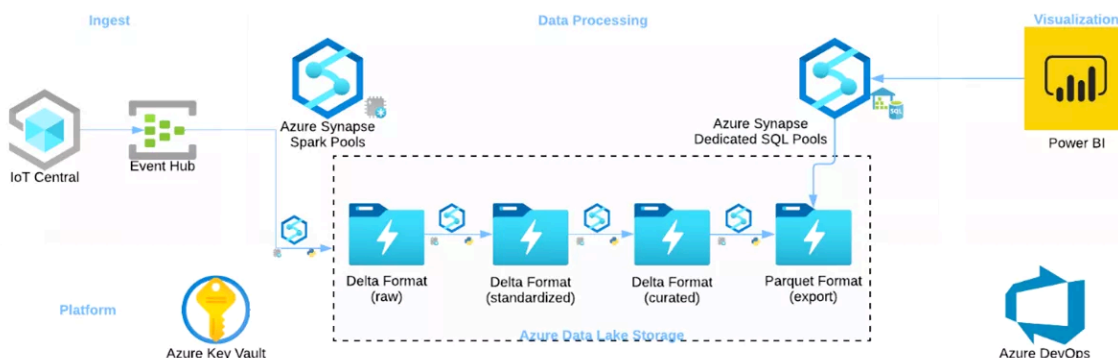 Ingest
Data Processing
Visualization
IoT Central
Event Hub
Azure Synapse
Spark Pools
Azure Synapse
Dedicated SQL Pools
SQL
Power BI
Delta Format
(raw)
Delta Format
(standardized)
Delta Format
(curated)
Parquet Format
(export)
Azure Data Lake Storage
Platform
Azure Key Vault
Azure DevOps